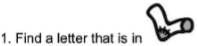 1. Find a letter that is in